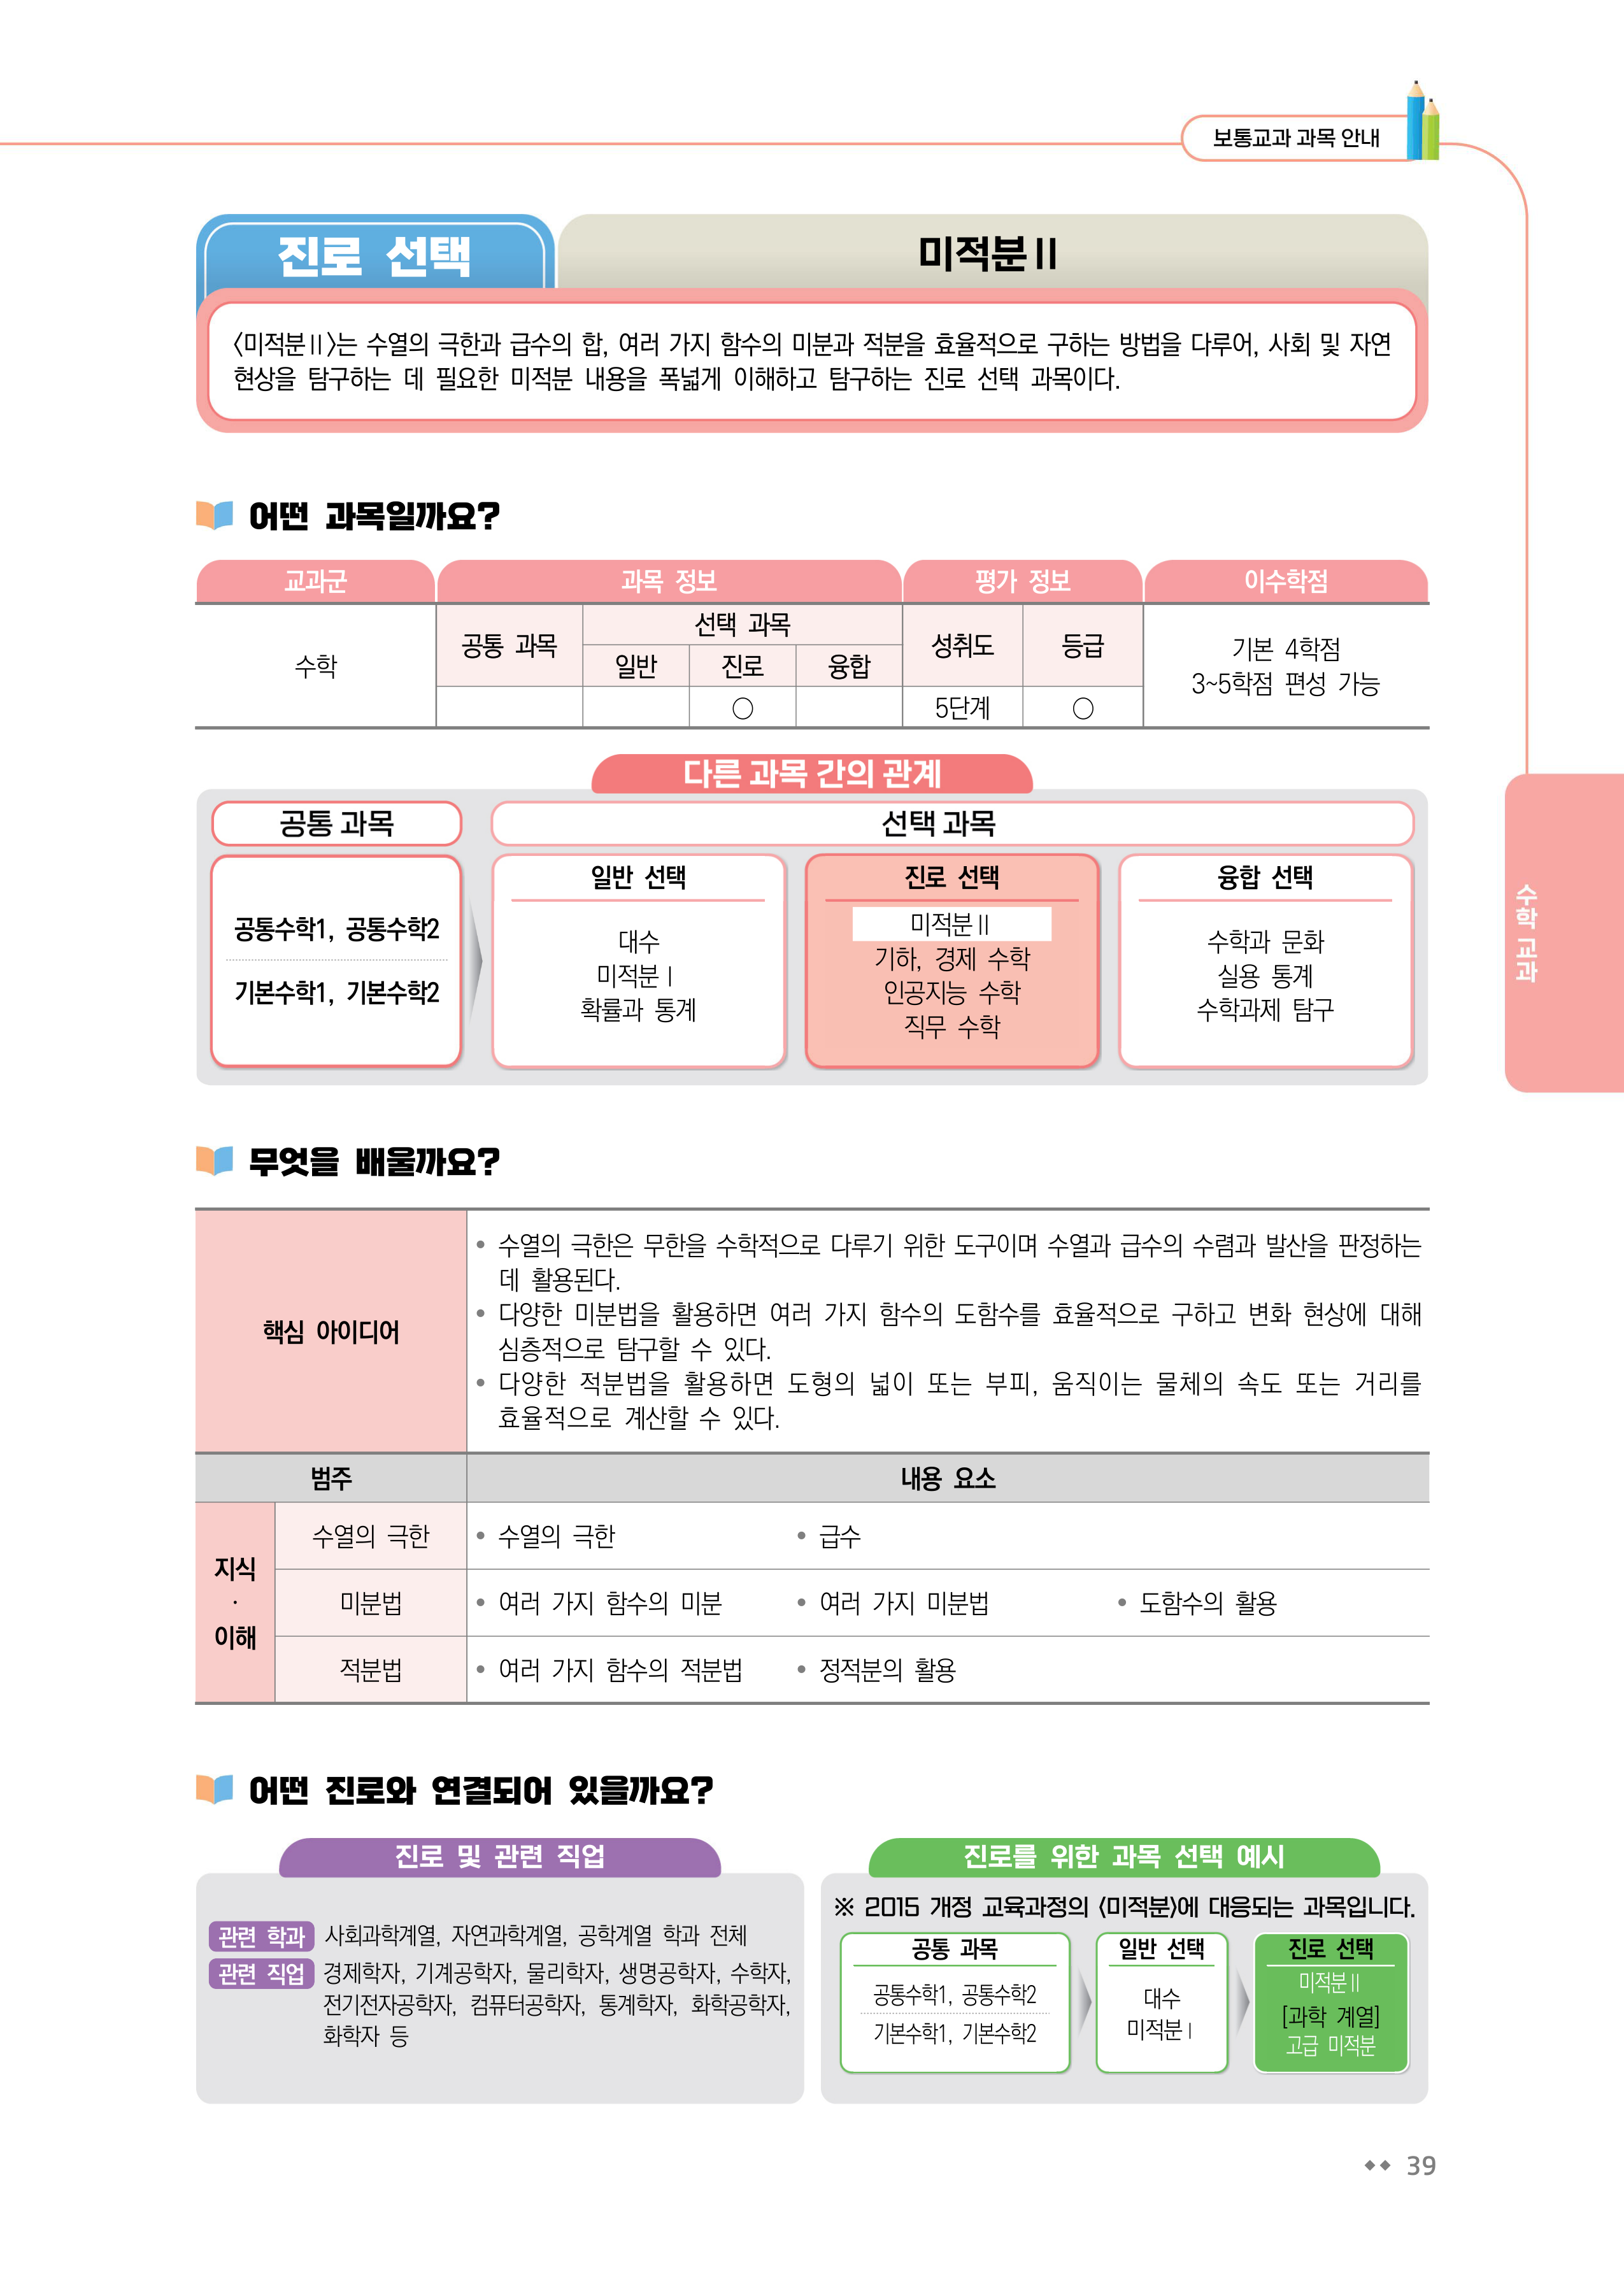 보통교과 과목 안내
진로 선택
미적분Ⅱ
<미적분Ⅱ>는 수열의 극한과 급수의 합, 여러 가지 함수의 미분과 적분을 효율적으로 구하는 방법을 다루어, 사회 및 자연
현상을 탐구하는 데 필요한 미적분 내용을 폭넓게 이해하고 탐구하는 진로 선택 과목이다.
어떤 과목일까요?
교과군 과목 정보 평가 정보 이수학점
수학
공통 과목 선택 과목 성취도 등급
일반 진로 융합
○ 5단계 ○
기본 4학점
3~5학점 편성 가능
다른 과목 간의 관계
공통 과목
선택 과목
공통수학1, 공통수학2
기본수학1, 기본수학2
일반 선택
대수
미적분Ⅰ
확률과 통계
진로 선택
미적분Ⅱ
기하, 경제 수학
인공지능 수학
직무 수학
융합 선택
수학과 문화
실용 통계
수학과제 탐구
수학 교과
무엇을 배울까요?
핵심 아이디어
• 수열의 극한은 무한을 수학적으로 다루기 위한 도구이며 수열과 급수의 수렴과 발산을 판정하는
데 활용된다.
• 다양한 미분법을 활용하면 여러 가지 함수의 도함수를 효율적으로 구하고 변화 현상에 대해
심층적으로 탐구할 수 있다.
• 다양한 적분법을 활용하면 도형의 넓이 또는 부피, 움직이는 물체의 속도 또는 거리를
효율적으로 계산할 수 있다.
범주 내용 요소
지식
·
이해
수열의 극한 • 수열의 극한 • 급수
미분법 • 여러 가지 함수의 미분 • 여러 가지 미분법 • 도함수의 활용
적분법 • 여러 가지 함수의 적분법 • 정적분의 활용
어떤 진로와 연결되어 있을까요?
진로 및 관련 직업
관련 학과 사회과학계열, 자연과학계열, 공학계열 학과 전체
관련 직업 경제학자, 기계공학자, 물리학자, 생명공학자, 수학자,
전기전자공학자, 컴퓨터공학자, 통계학자, 화학공학자,
화학자 등
진로를 위한 과목 선택 예시
※ 2015 개정 교육과정의 <미적분>에 대응되는 과목입니다.
공통 과목
공통수학1, 공통수학2
기본수학1, 기본수학2
일반 선택
대수
미적분Ⅰ
진로 선택
미적분Ⅱ
[과학 계열]
고급 미적분
◆◆ 39